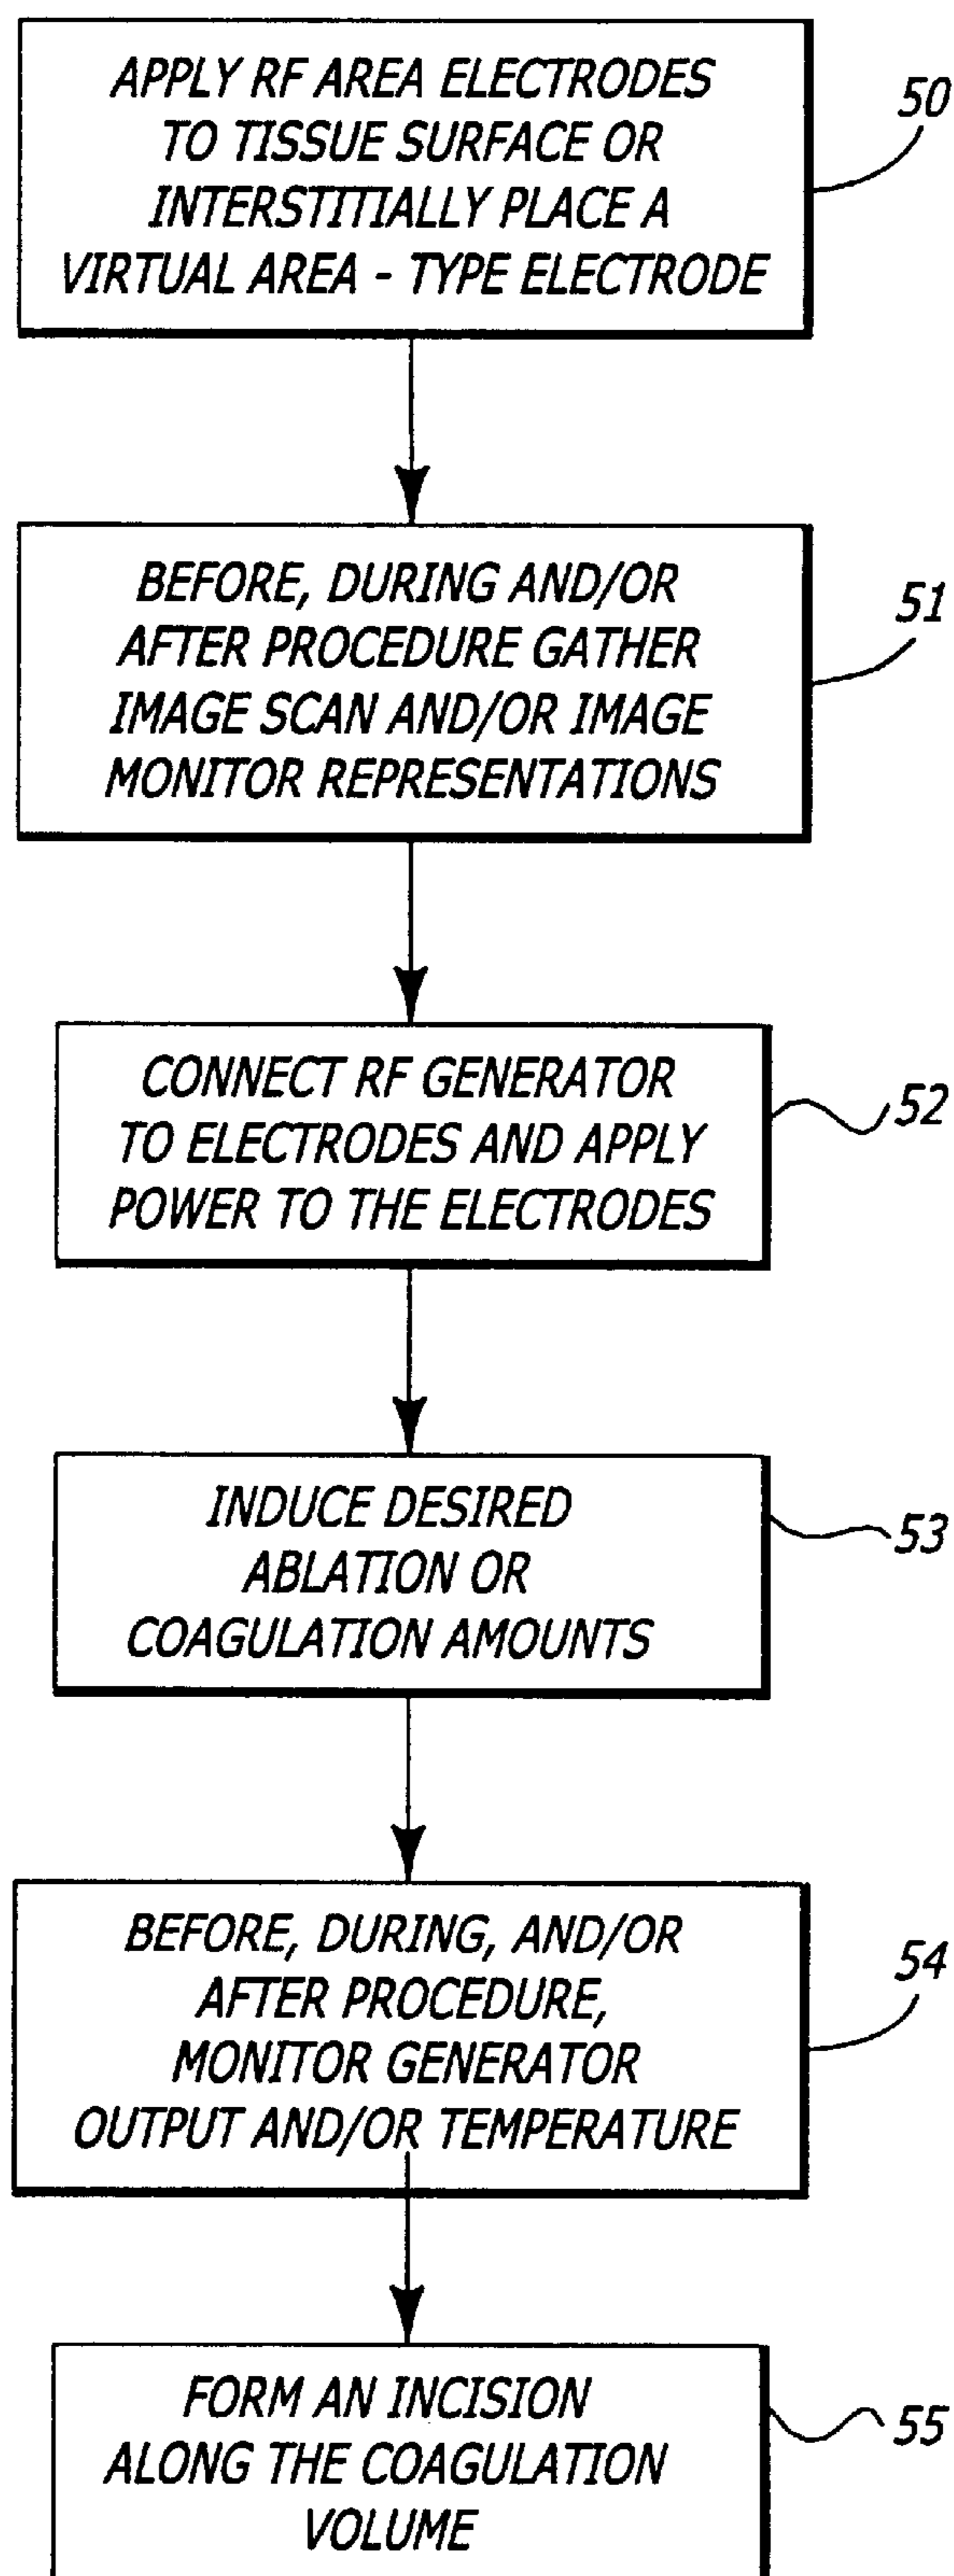 APPLY RF AREA ELECTRODES
TO TISSUE SURFACE OR
INTERSTITIALLY PLACE A
VIRTUAL AREA - TYPE ELECTRODE
50
BEFORE, DURING AND/OR
AFTER PROCEDURE GATHER
IMAGE SCAN AND/OR IMAGE
MONITOR REPRESENTATIONS
51
CONNECT RF GENERATOR
TO ELECTRODES AND APPLY
POWER TO THE ELECTRODES
52
INDUCE DESIRED
ABLATION OR
COAGULATION AMOUNTS
53
BEFORE, DURING, AND/OR
AFTER PROCEDURE,
MONITOR GENERATOR
OUTPUT AND/OR TEMPERATURE
54
FORM AN INCISION
ALONG THE COAGULATION
VOLUME
55